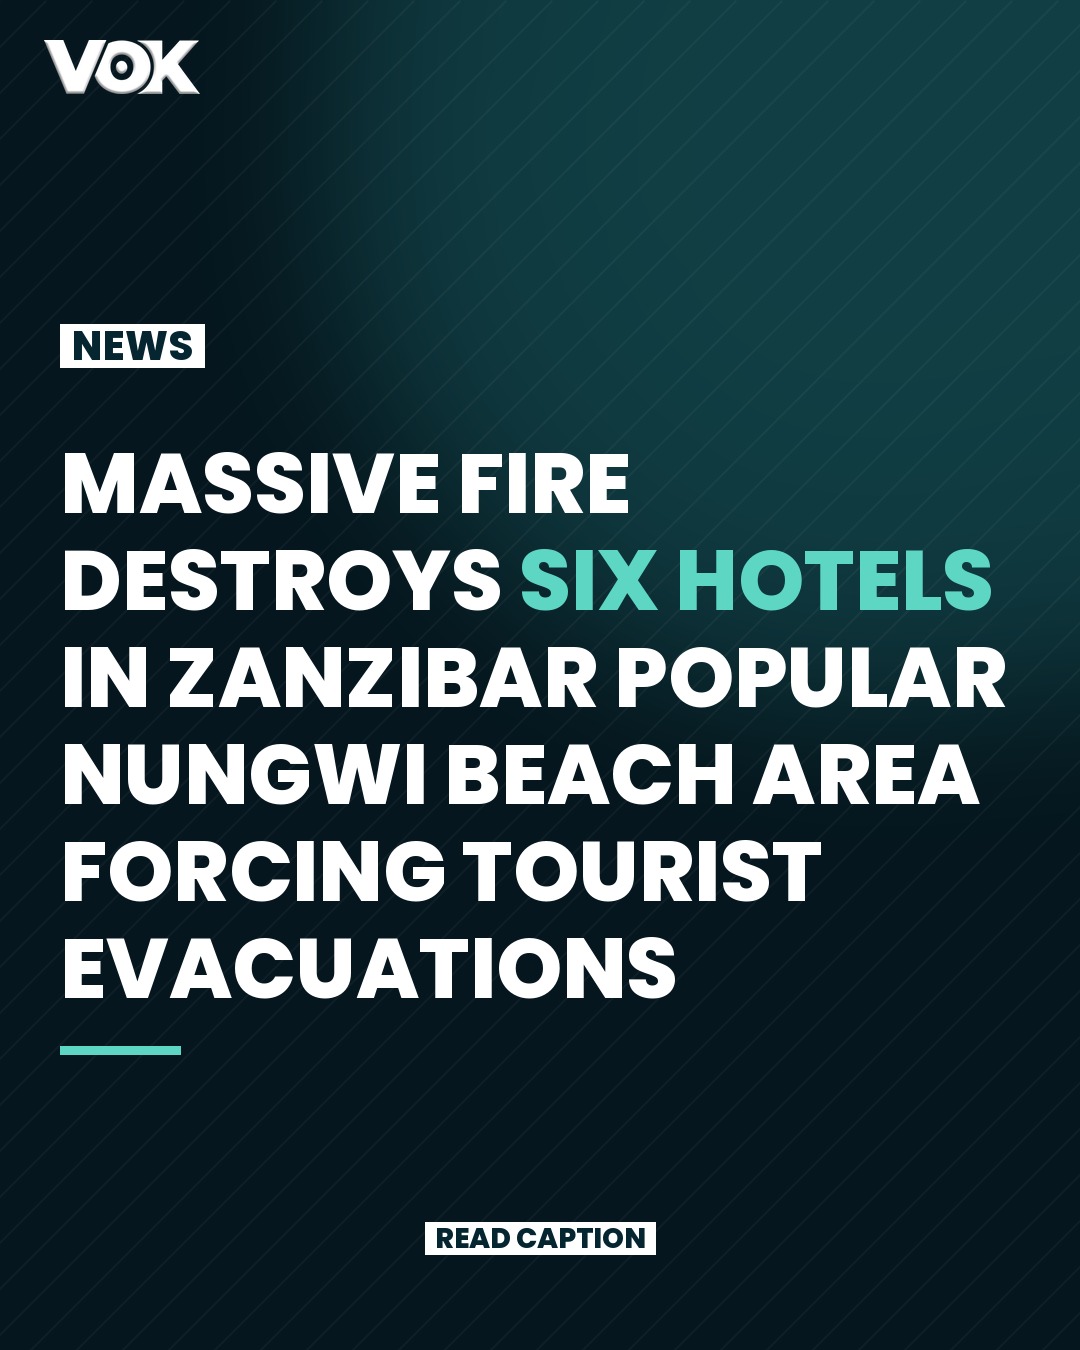 VOK
NEWS
MASSIVE FIRE
DESTROYS SIX HOTELS
IN ZANZIBAR POPULAR
NUNGWI BEACH AREA
FORCING TOURIST
EVACUATIONS
READ CAPTION